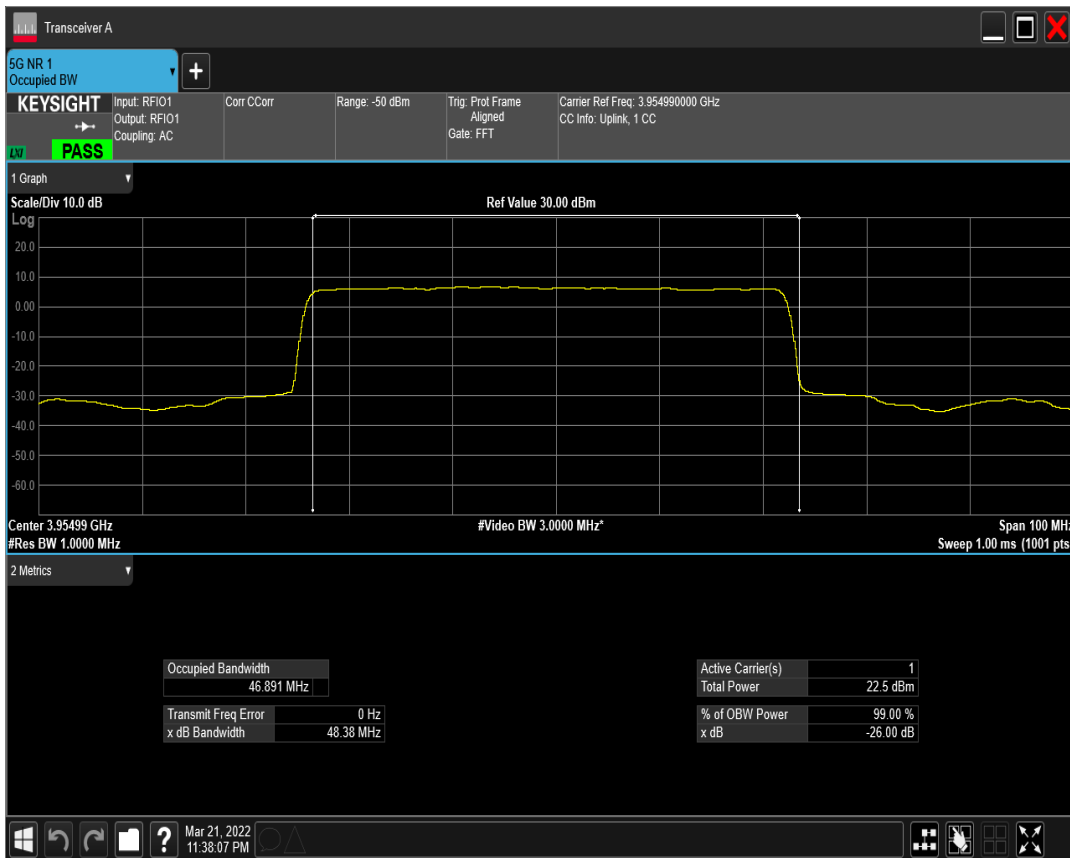 Transceiver A
5G NR 1
Occupied BW
+
KEYSIGHT
LXI
PASS
Input: RFIO1
Output: RFIO1
Coupling: AC
Corr CCorr
Range: -50 dBm
Trig: Prot Frame
Aligned
Gate: FFT
Carrier Ref Freq: 3.954990000 GHz
CC Info: Uplink, 1 CC
1 Graph
Scale/Div 10.0 dB
Ref Value 30.00 dBm
Log
20.0
10.0
0.00
-10.0
-20.0
-30.0
-40.0
-50.0
-60.0
Center 3.95499 GHz
#Video BW 3.0000 MHz*
Span 100 MHz
#Res BW 1.0000 MHz
Sweep 1.00 ms (1001 pts
2 Metrics
Occupied Bandwidth
46.891 MHz
Transmit Freq Error 0 Hz
x dB Bandwidth 48.38 MHz
Active Carrier(s) 1
Total Power 22.5 dBm
% of OBW Power 99.00 %
x dB -26.00 dB
?
Mar 21, 2022
11:38:07 PM